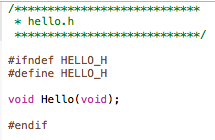 /*****************************
 * hello.h
 *****************************/
#ifndef HELLO_H
#define HELLO_H
void Hello(void);
#endif